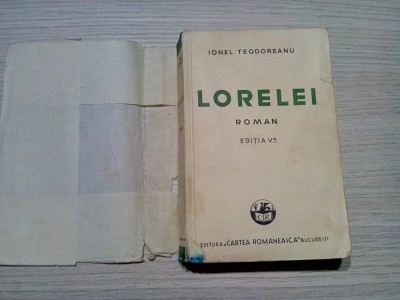 IONEL TEODOREANU
LORELEI
ROMAN
EDIȚIA Va
CR
EDITURA „CARTEA ROMÂNEASCĂ" BUCUREȘTI